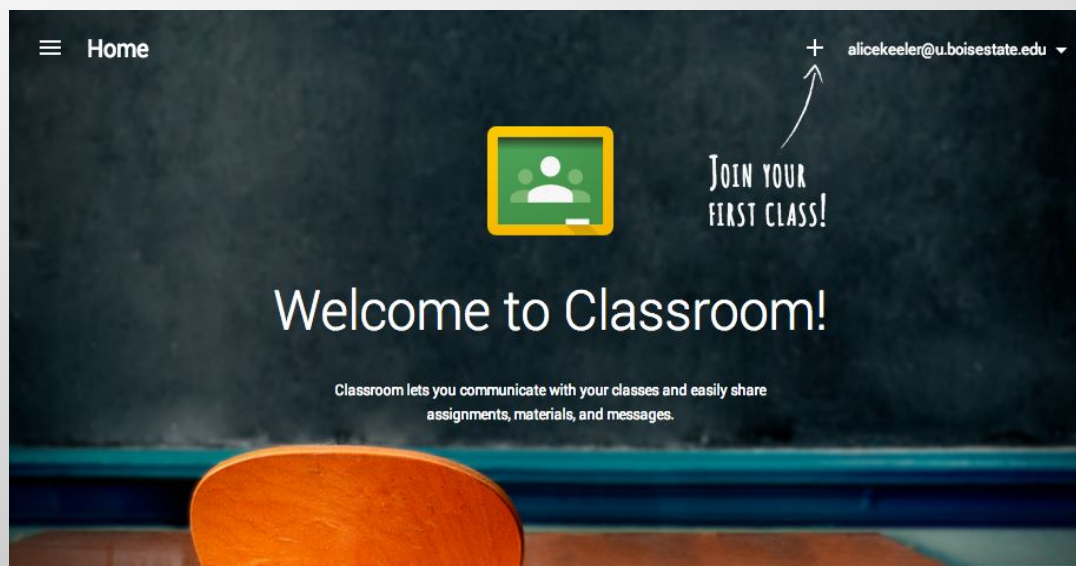 Home
alicekeeler@u.boisestate.edu
JOIN YOUR
FIRST CLASS!
Welcome to Classroom!
Classroom lets you communicate with your classes and easily share
assignments, materials, and messages.